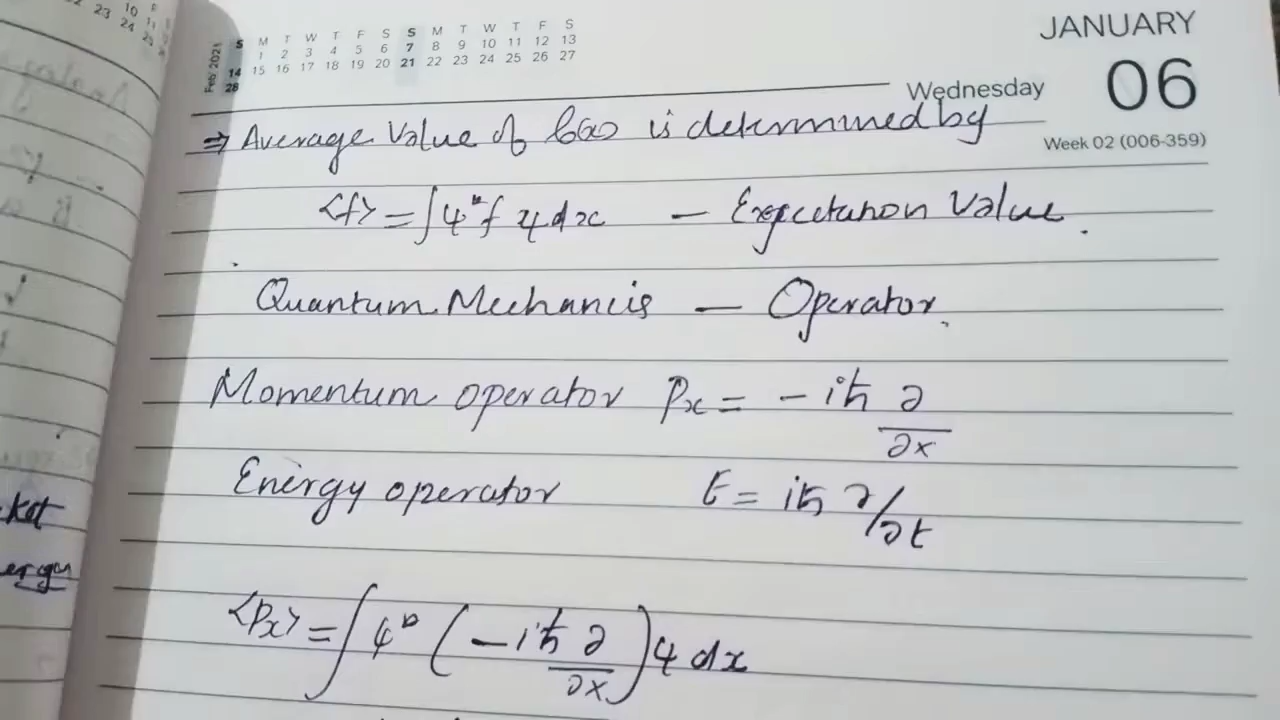 JANUARY
06
Wednesday
Week 02 (006-359)
Feb' 2021
S M T W T F S S M T W T F S
1 2 3 4 5 6 7 8 9 10 11 12 13
14 15 16 17 18 19 20 21 22 23 24 25 26 27
28
⇒ Average Value of f(x) is determined by
<f> = ∫ψ* f ψ dx — Expectation Value.
Quantum Mechanics — Operator.
Momentum operator Px = - iℏ ∂/∂x
Energy operator E = iℏ ∂/∂t
<Px> = ∫ψ* (-iℏ ∂/∂x) ψ dx
ket